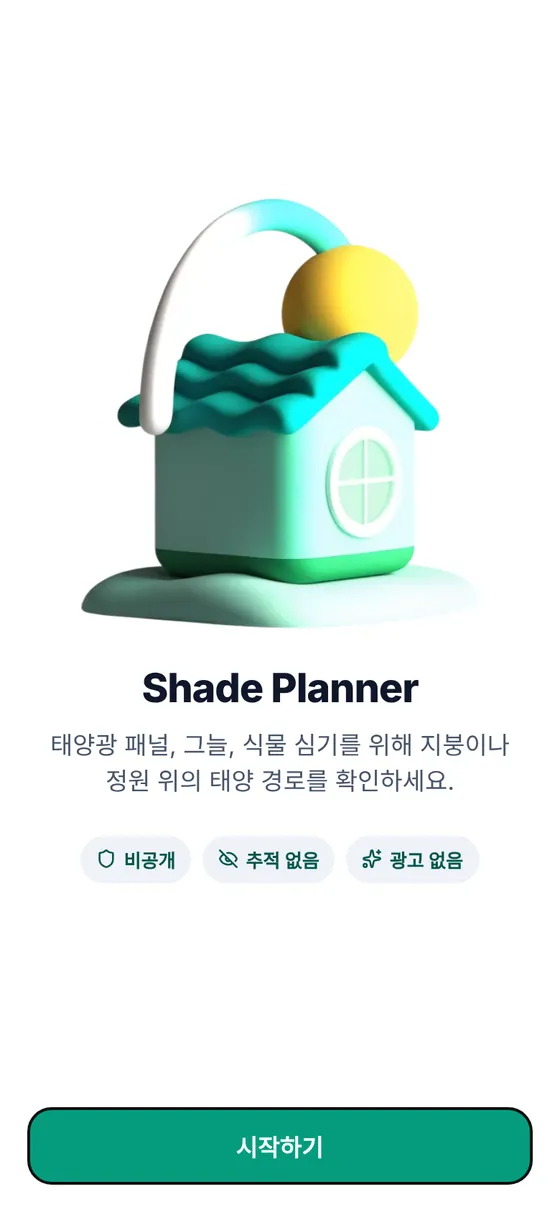 Shade Planner
태양광 패널, 그늘, 식물 심기를 위해 지붕이나
정원 위의 태양 경로를 확인하세요.
비공개
추적 없음
광고 없음
시작하기